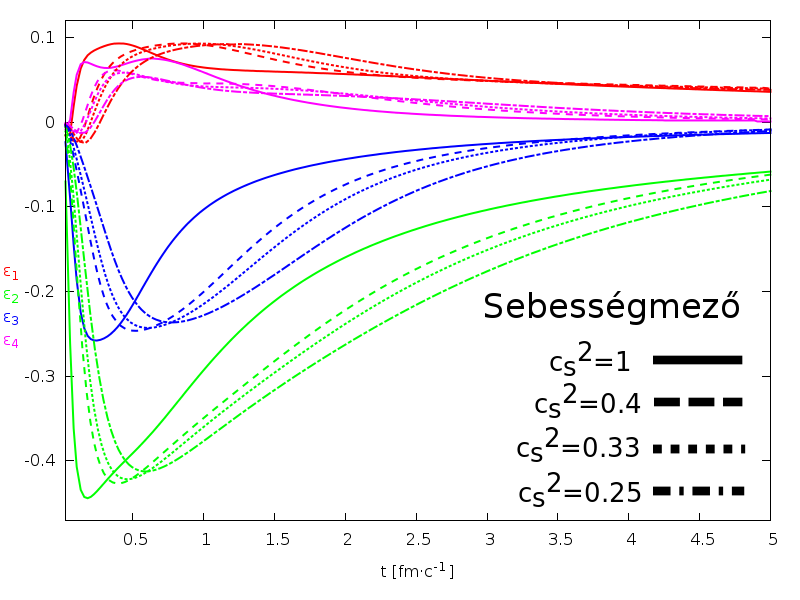 0.1
0
-0.1
-0.2
-0.3
-0.4
ε1
ε2
ε3
ε4
Sebességmező
cs²=1
cs²=0.4
cs²=0.33
cs²=0.25
0.5 1 1.5 2 2.5 3 3.5 4 4.5 5
t [fm·c⁻¹]